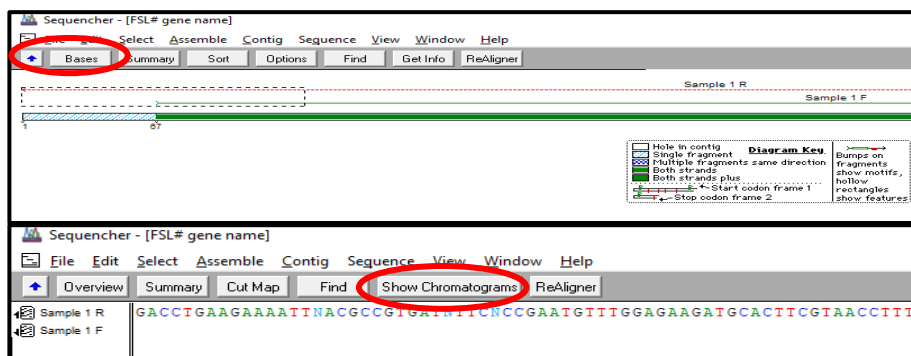 Sequencher - [FSL# gene name]
File Edit Select Assemble Contig Sequence View Window Help
Bases Summary Sort Options Find Get Info ReAligner
Sample 1 R
Sample 1 F
1 67
Hole in contig
Single fragment
Multiple fragments same direction
Both strands
Both strands plus
Start codon frame 1
Stop codon frame 2
Diagram Key
Bumps on
fragments
show motifs,
hollow
rectangles
show features
Sequencher - [FSL# gene name]
File Edit Select Assemble Contig Sequence View Window Help
Overview Summary Cut Map Find Show Chromatograms ReAligner
Sample 1 R GACCTGAAGAAAATTNACGCCGTGATNTTCNCCGAATGTTTGGAGAAGATGCACTTCGTAACCTTT
Sample 1 F